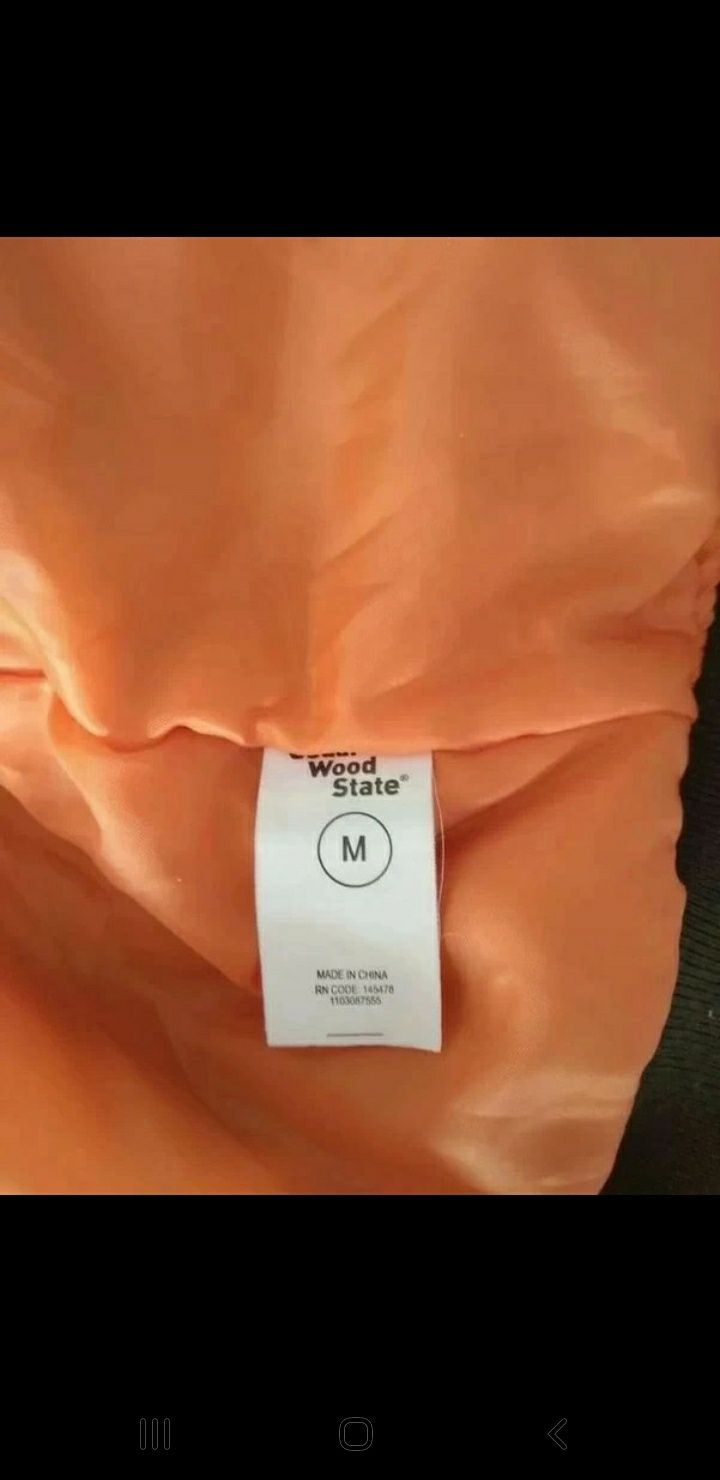 Wood
State®
M
MADE IN CHINA
RN CODE: 145478
1103087555